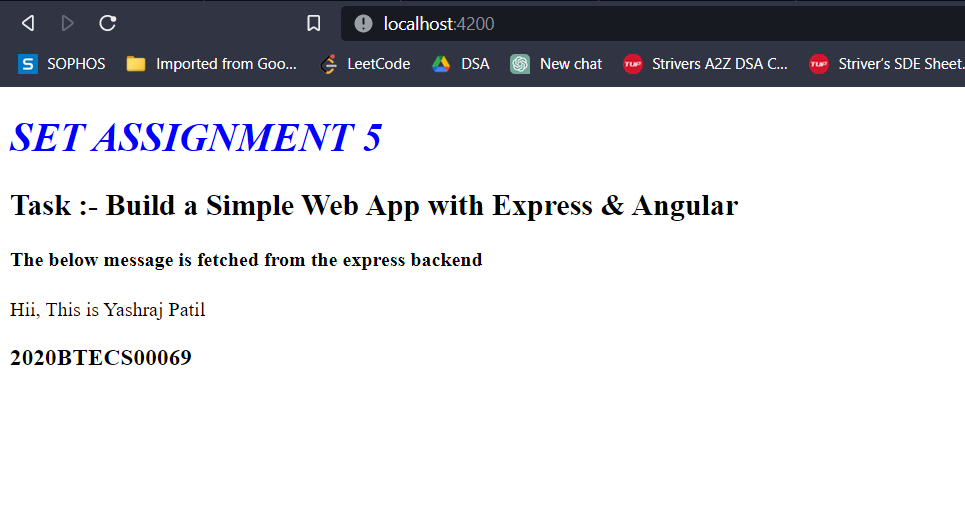 localhost:4200
SOPHOS Imported from Goo... LeetCode DSA New chat Strivers A2Z DSA C... Striver's SDE Sheet.
SET ASSIGNMENT 5
Task :- Build a Simple Web App with Express & Angular
The below message is fetched from the express backend
Hii, This is Yashraj Patil
2020BTECS00069